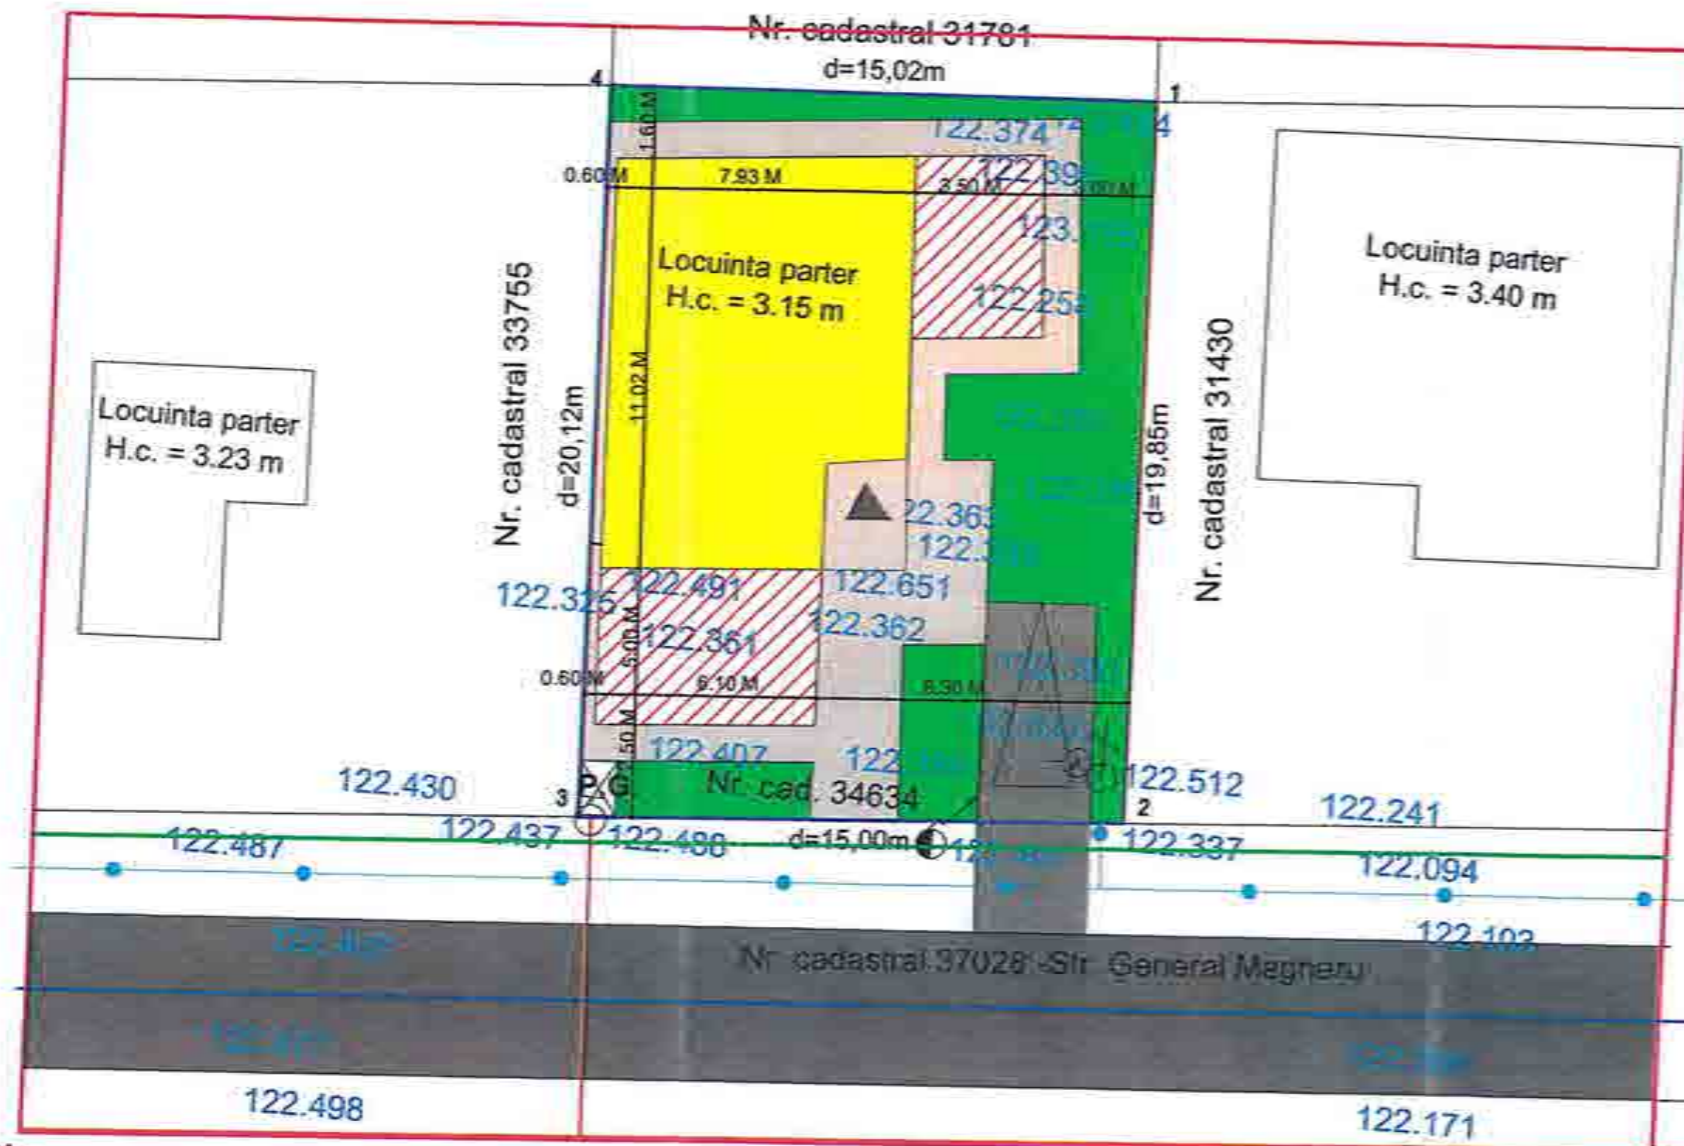 Nr. cadastral 31781
d=15,02m
4
1
1.60 M
122.374
0.60 M
7.93 M
3.50 M
Locuinta parter
H.c. = 3.15 m
Locuinta parter
H.c. = 3.40 m
Nr. cadastral 33755
d=20,12m
11.02 M
Nr. cadastral 31430
d=19,85m
Locuinta parter
H.c. = 3.23 m
122.325
122.491
122.651
122.361
122.362
5.00 M
0.60 M
6.10 M
6.30 M
122.407
Nr. cad. 34634
P.G.
3
2
122.430
122.512
122.241
122.487
122.437
122.488
d=15,00m
122.337
122.094
122.102
Nr cadastral 37028 -Str General Magheru
122.498
122.171